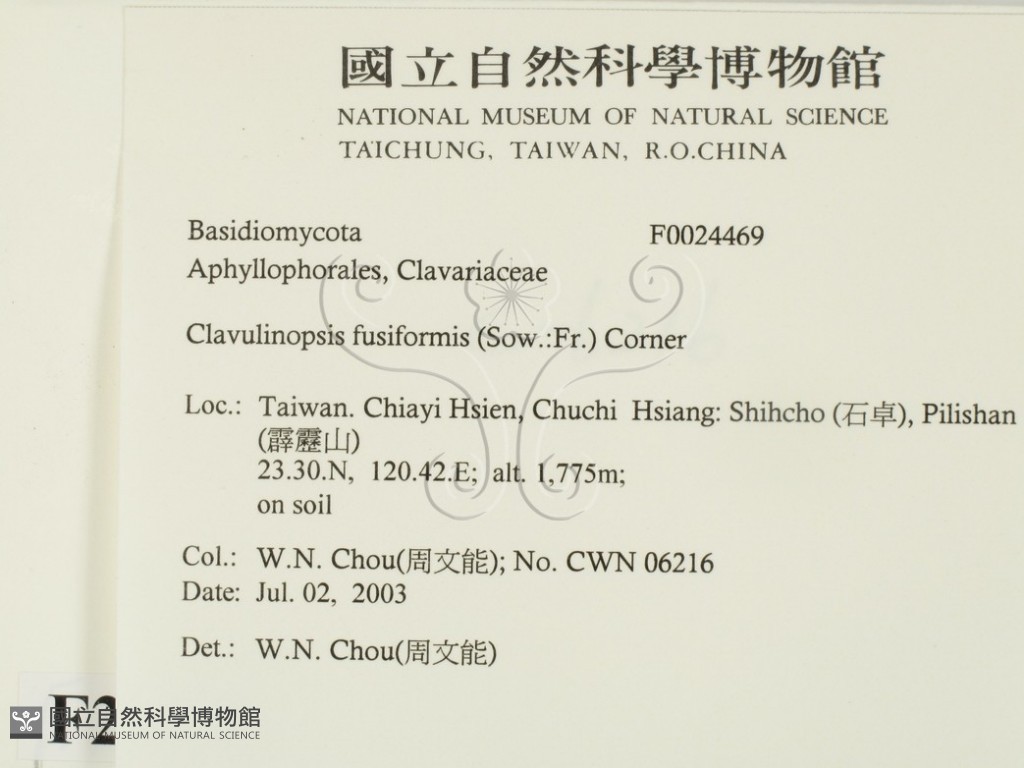 國立自然科學博物館
NATIONAL MUSEUM OF NATURAL SCIENCE
TAICHUNG, TAIWAN, R.O.CHINA
Basidiomycota F0024469
Aphyllophorales, Clavariaceae
Clavulinopsis fusiformis (Sow.:Fr.) Corner
Loc.: Taiwan. Chiayi Hsien, Chuchi Hsiang: Shihcho (石卓), Pilishan
(霹靂山)
23.30.N, 120.42.E; alt. 1,775m;
on soil
Col.: W.N. Chou(周文能); No. CWN 06216
Date: Jul. 02, 2003
Det.: W.N. Chou(周文能)
F2
國立自然科學博物館
NATIONAL MUSEUM OF NATURAL SCIENCE